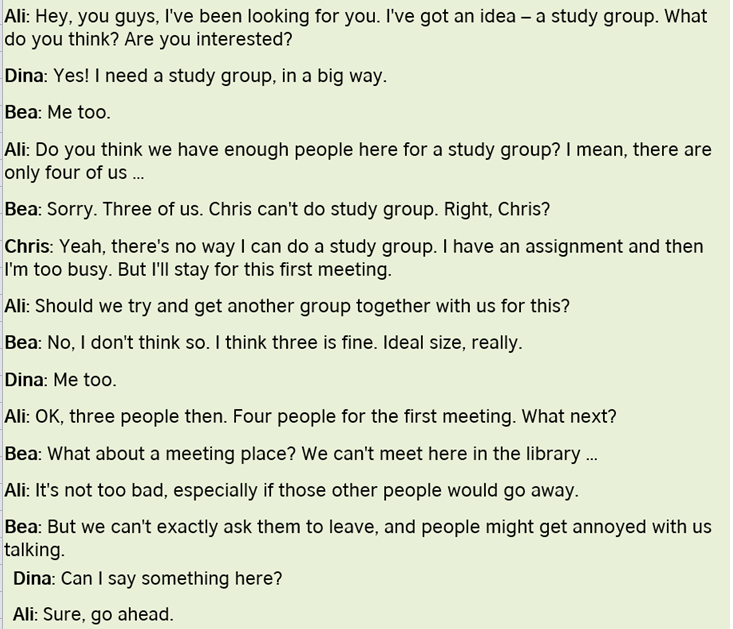 Ali: Hey, you guys, I've been looking for you. I've got an idea – a study group. What
do you think? Are you interested?
Dina: Yes! I need a study group, in a big way.
Bea: Me too.
Ali: Do you think we have enough people here for a study group? I mean, there are
only four of us ...
Bea: Sorry. Three of us. Chris can't do study group. Right, Chris?
Chris: Yeah, there's no way I can do a study group. I have an assignment and then
I'm too busy. But I'll stay for this first meeting.
Ali: Should we try and get another group together with us for this?
Bea: No, I don't think so. I think three is fine. Ideal size, really.
Dina: Me too.
Ali: OK, three people then. Four people for the first meeting. What next?
Bea: What about a meeting place? We can't meet here in the library ...
Ali: It's not too bad, especially if those other people would go away.
Bea: But we can't exactly ask them to leave, and people might get annoyed with us
talking.
Dina: Can I say something here?
Ali: Sure, go ahead.